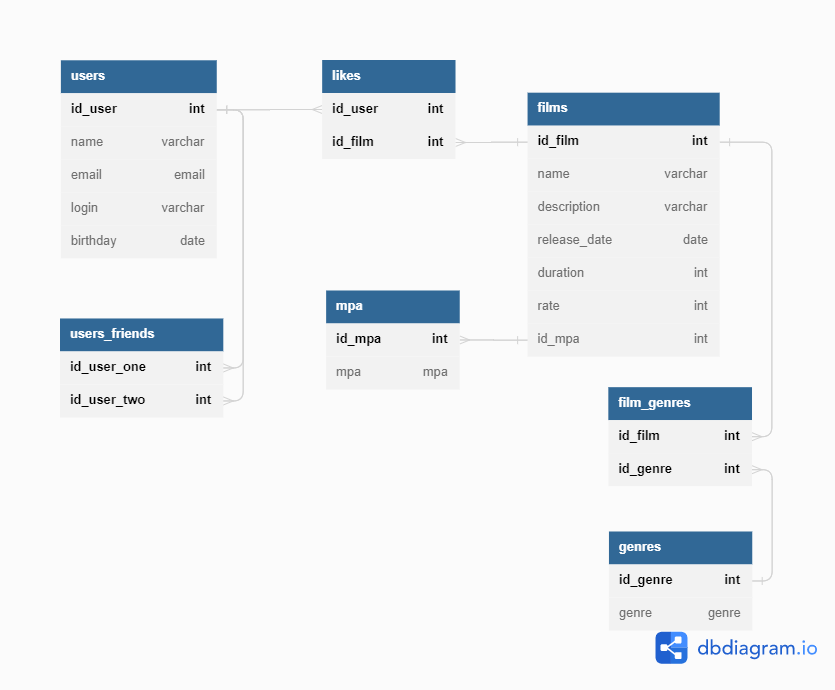 users
id_user int
name varchar
email email
login varchar
birthday date
likes
id_user int
id_film int
films
id_film int
name varchar
description varchar
release_date date
duration int
rate int
id_mpa int
mpa
id_mpa int
mpa mpa
users_friends
id_user_one int
id_user_two int
film_genres
id_film int
id_genre int
genres
id_genre int
genre genre
dbdiagram.io